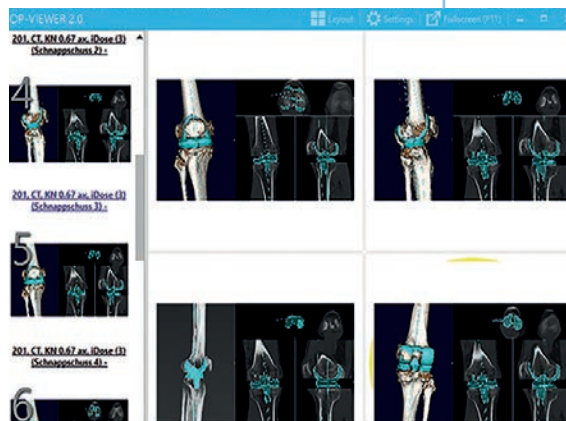 OP-VIEWER 2.0
Layout
Settings
Fullscreen (F11)
201, CT, KN 0.67 ax, iDose (3)
(Schnappschuss 2) -
4
201, CT, KN 0.67 ax, iDose (3)
(Schnappschuss 3) -
5
201, CT, KN 0.67 ax, iDose (3)
(Schnappschuss 4) -
6